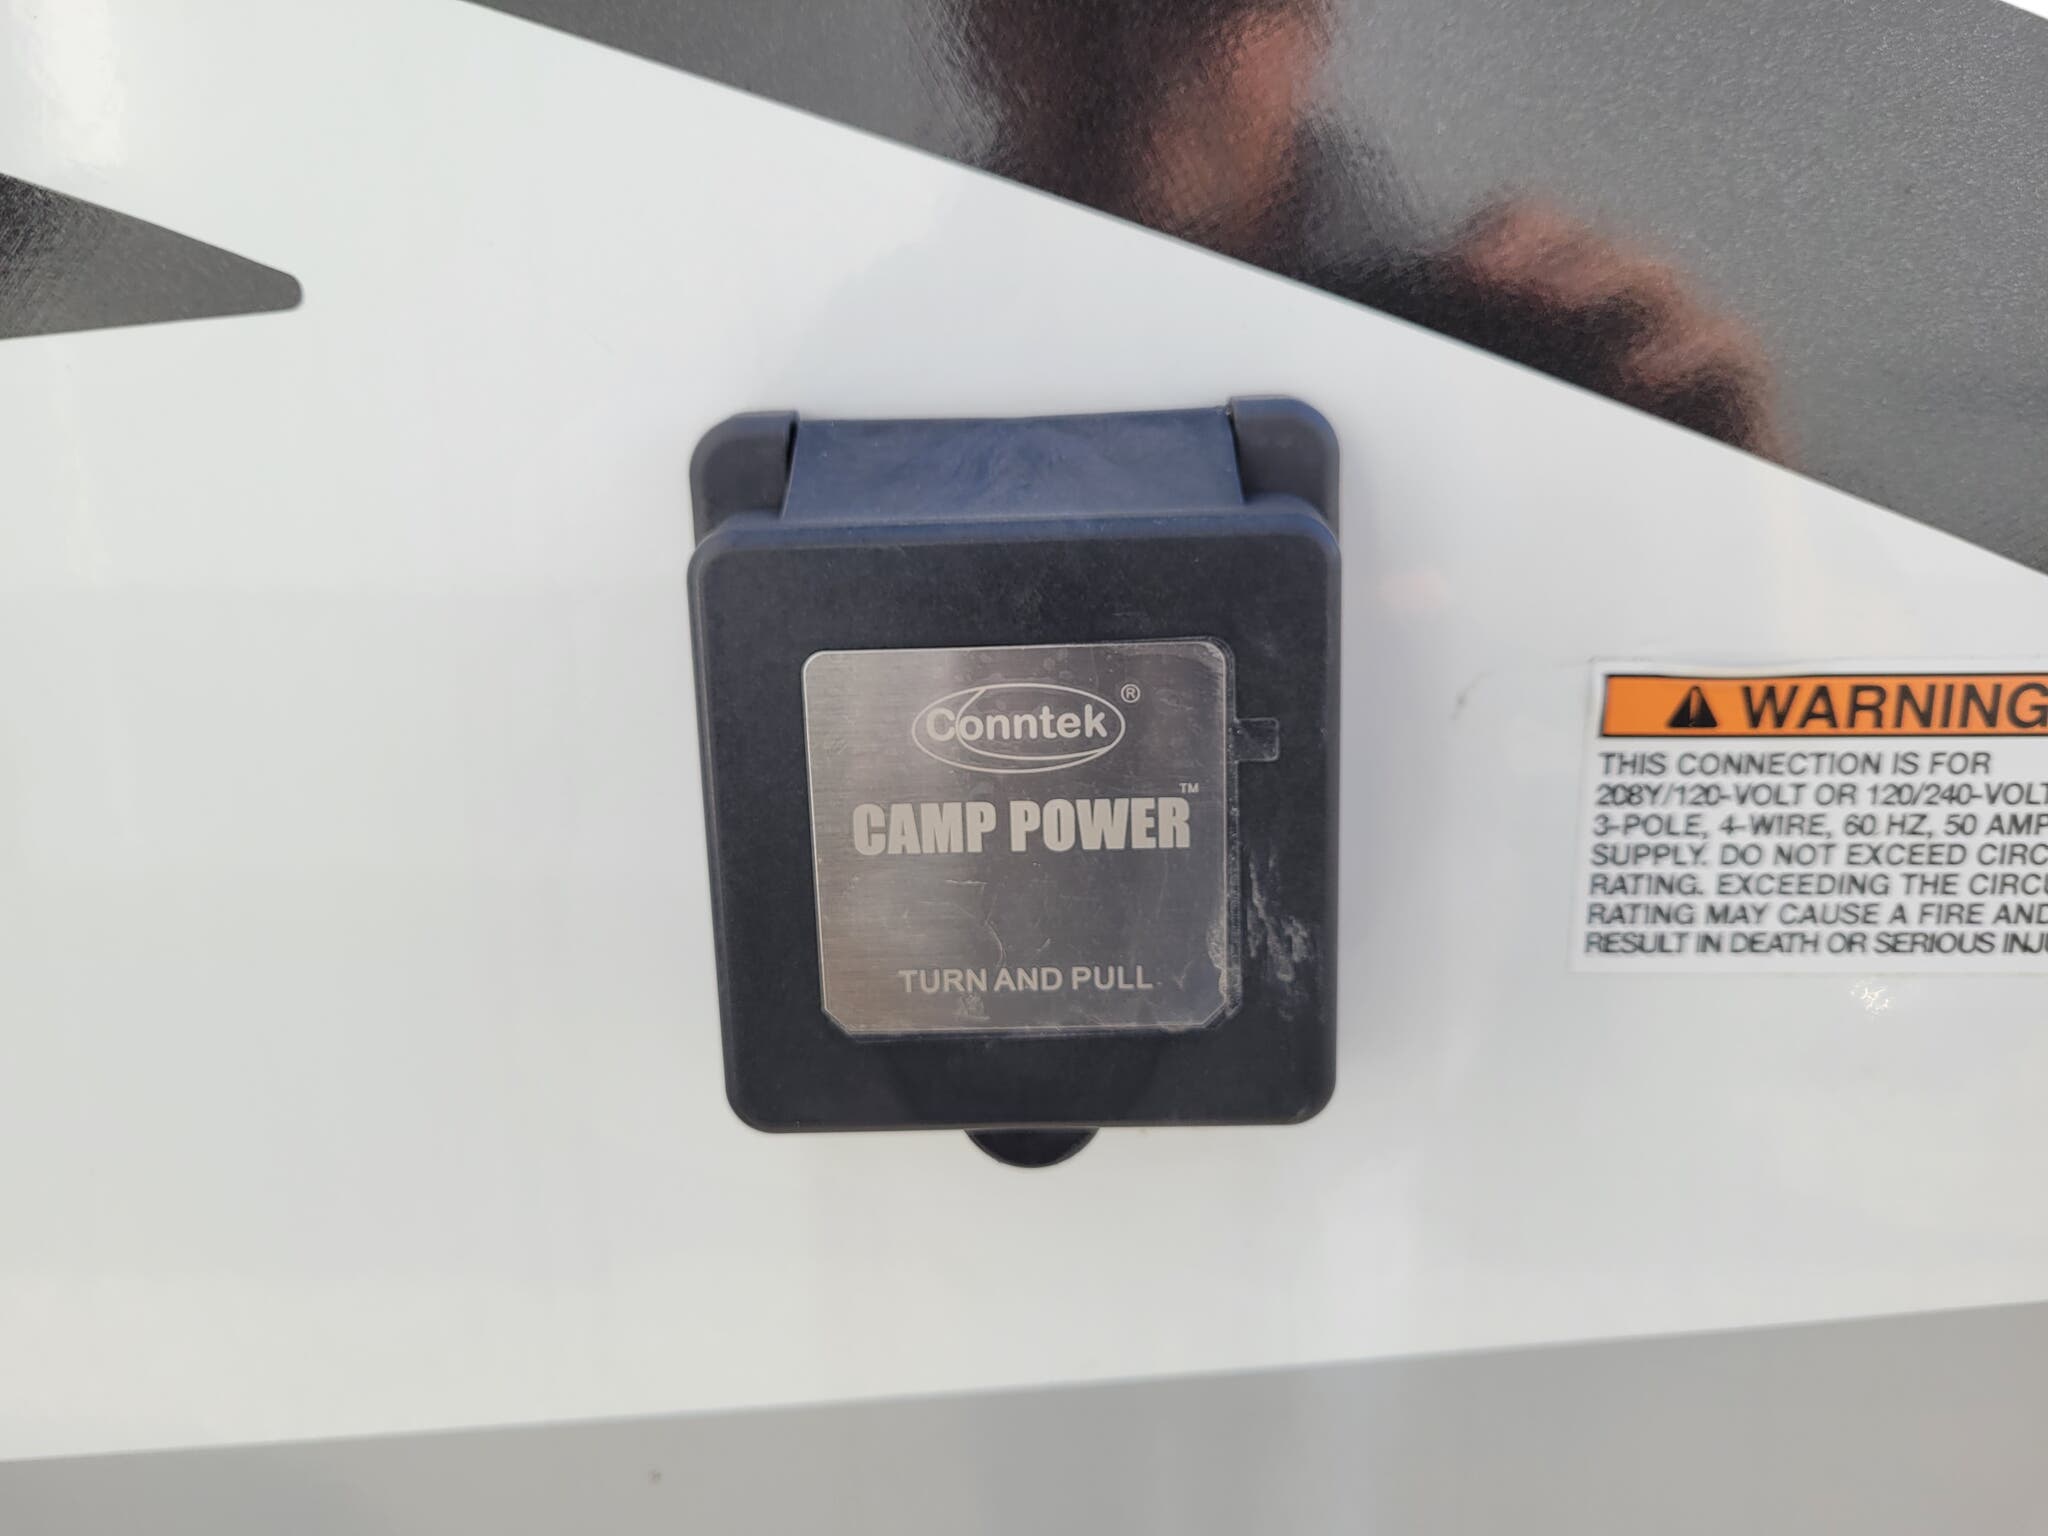 Conntek®
CAMP POWER™
TURN AND PULL
WARNING
THIS CONNECTION IS FOR
208Y/120-VOLT OR 120/240-VOLT
3-POLE, 4-WIRE, 60 HZ, 50 AMP
SUPPLY. DO NOT EXCEED
RATING. EXCEEDING THE
RATING MAY CAUSE A FIRE AND
RESULT IN DEATH OR SERIOUS